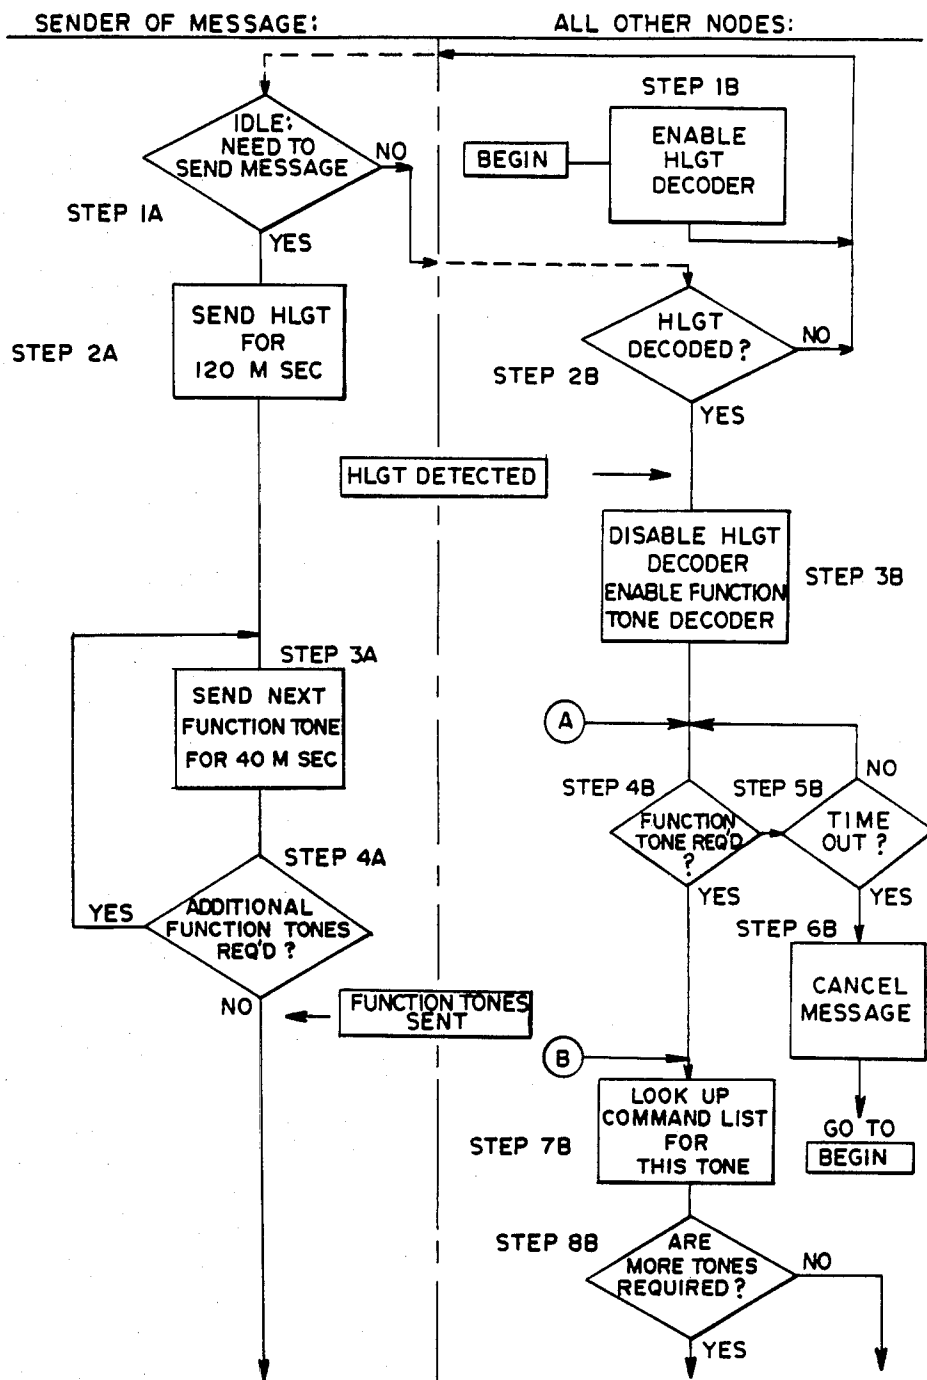 SENDER OF MESSAGE:
ALL OTHER NODES:
IDLE:
NEED TO
SEND MESSAGE
NO
STEP 1A
YES
SEND HLGT
FOR
120 M SEC
STEP 2A
STEP 1B
BEGIN
ENABLE
HLGT
DECODER
HLGT
DECODED?
NO
STEP 2B
YES
HLGT DETECTED
DISABLE HLGT
DECODER
ENABLE FUNCTION
TONE DECODER
STEP 3B
STEP 3A
SEND NEXT
FUNCTION TONE
FOR 40 M SEC
STEP 4A
YES
ADDITIONAL
FUNCTION TONES
REQ'D?
NO
FUNCTION TONES
SENT
A
STEP 4B
FUNCTION
TONE REQ'D
?
YES
STEP 5B
NO
TIME
OUT?
YES
STEP 6B
CANCEL
MESSAGE
GO TO
BEGIN
B
LOOK UP
COMMAND LIST
FOR
THIS TONE
STEP 7B
STEP 8B
ARE
MORE TONES
REQUIRED?
NO
YES